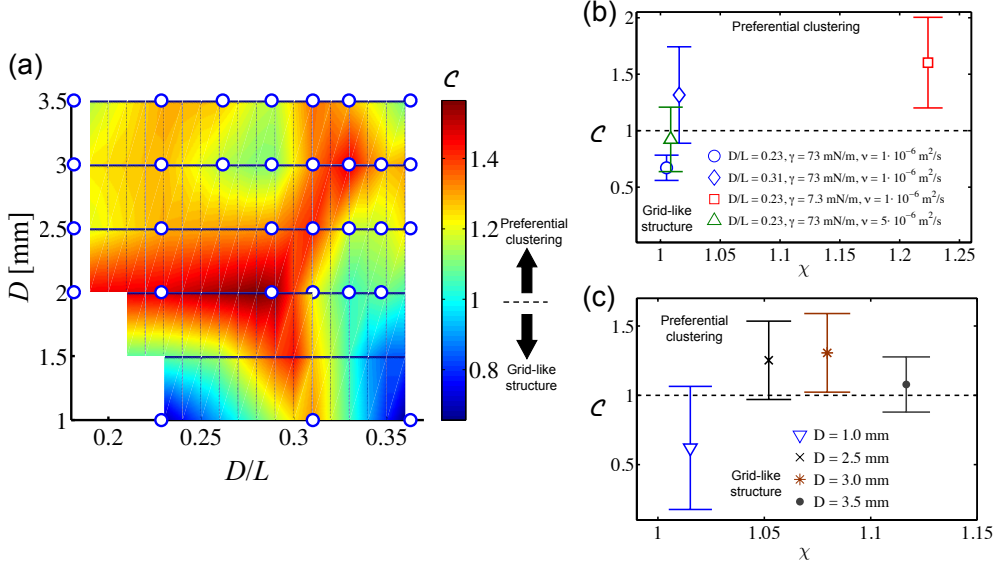 (a)
D [mm]
3.5
3
2.5
2
1.5
1
0.2
0.25
0.3
0.35
D/L
C
1.4
1.2
1
0.8
Preferential
clustering
Grid-like
structure
(b)
2
1.5
1
0.5
C
Preferential clustering
D/L = 0.23, γ = 73 mN/m, ν = 1· 10⁻⁶ m²/s
D/L = 0.31, γ = 73 mN/m, ν = 1· 10⁻⁶ m²/s
D/L = 0.23, γ = 7.3 mN/m, ν = 1· 10⁻⁶ m²/s
D/L = 0.23, γ = 73 mN/m, ν = 5· 10⁻⁶ m²/s
Grid-like
structure
1
1.05
1.1
1.15
1.2
1.25
χ
(c)
1.5
1
0.5
C
Preferential
clustering
D = 1.0 mm
D = 2.5 mm
D = 3.0 mm
D = 3.5 mm
Grid-like
structure
1
1.05
1.1
1.15
χ